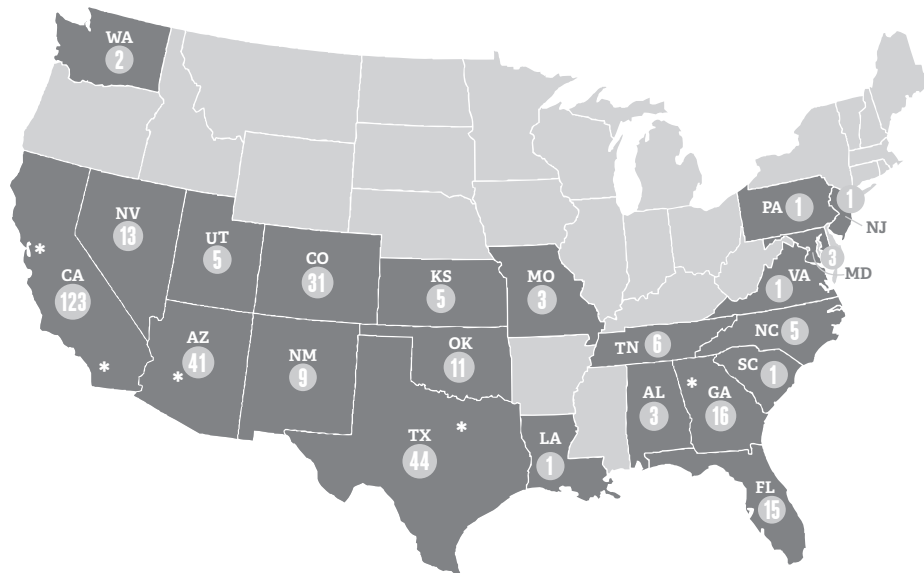 WA
2
NV
13
UT
5
CO
31
CA
123
*
*
AZ
41
*
NM
9
KS
5
OK
11
TX
44
*
MO
3
LA
1
TN
6
AL
3
*
GA
16
FL
15
SC
1
NC
5
VA
1
MD
3
PA
1
NJ
1